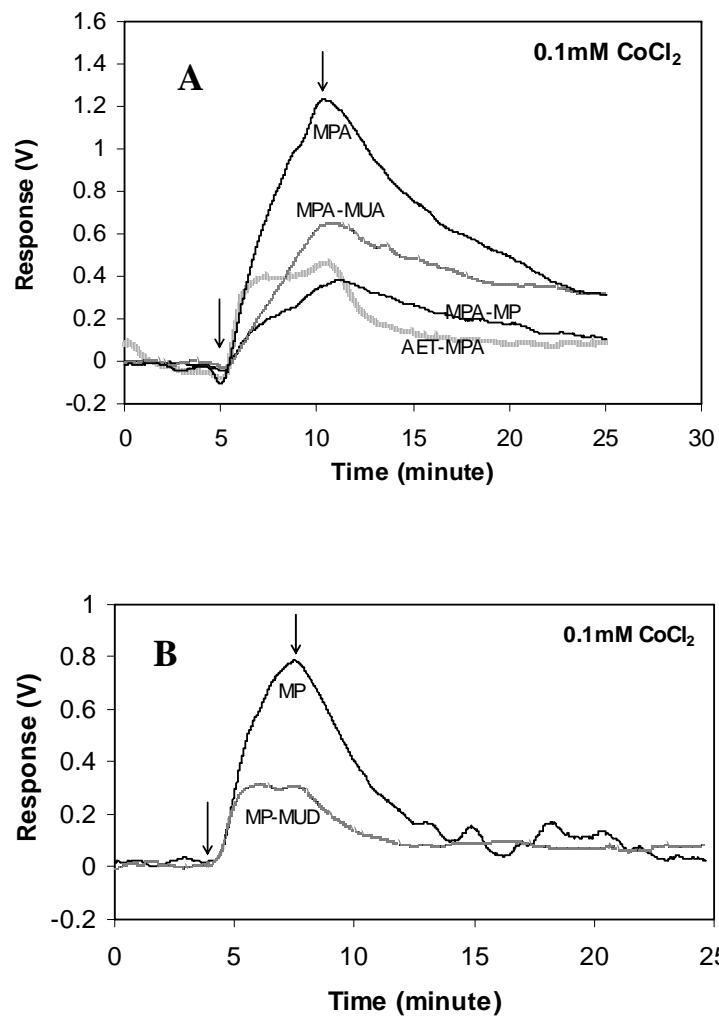 A
0.1mM CoCl₂
Response (V)
1.6
1.4
1.2
1
0.8
0.6
0.4
0.2
0
-0.2
MPA
MPA-MUA
MPA-MP
AET-MPA
0 5 10 15 20 25 30
Time (minute)
B
0.1mM CoCl₂
Response (V)
1
0.8
0.6
0.4
0.2
0
-0.2
MP
MP-MUD
0 5 10 15 20 25
Time (minute)